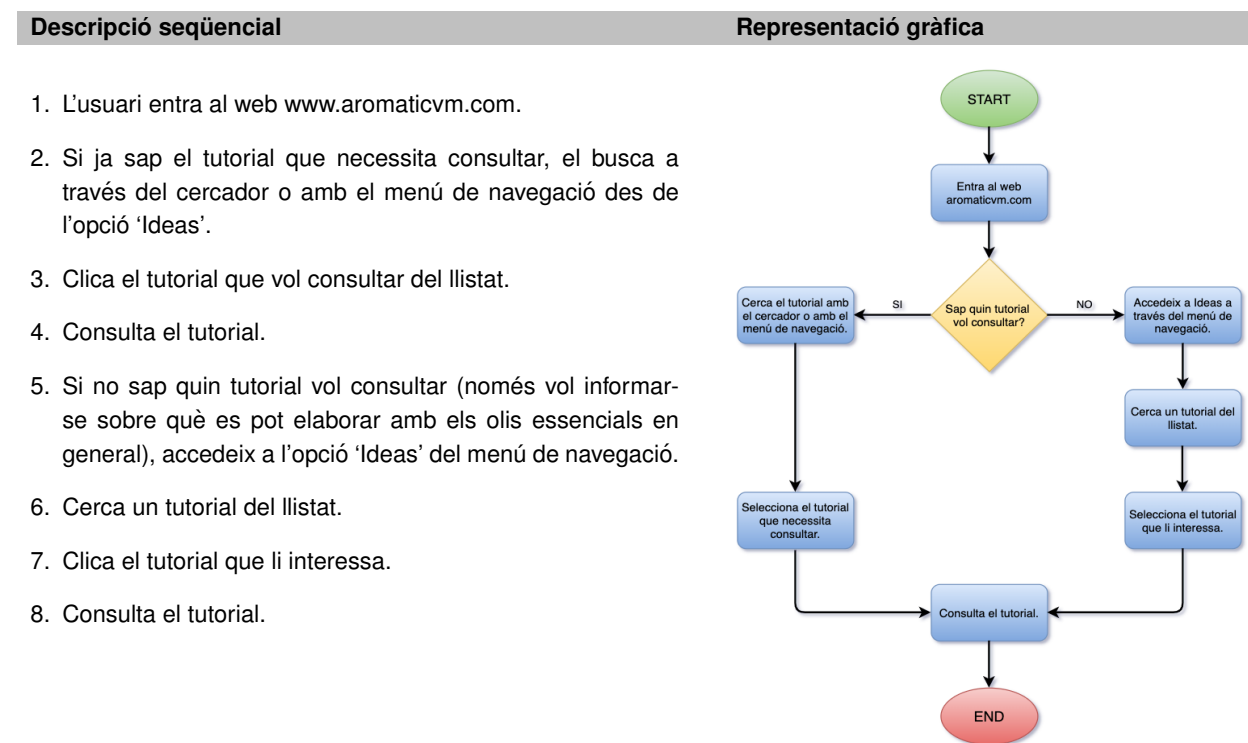 Descripció seqüencial
Representació gràfica
1. L'usuari entra al web www.aromaticvm.com.
2. Si ja sap el tutorial que necessita consultar, el busca a
través del cercador o amb el menú de navegació des de
l'opció ‘Ideas’.
3. Clica el tutorial que vol consultar del llistat.
4. Consulta el tutorial.
5. Si no sap quin tutorial vol consultar (només vol informar-
se sobre què es pot elaborar amb els olis essencials en
general), accedeix a l'opció ‘Ideas’ del menú de navegació.
6. Cerca un tutorial del llistat.
7. Clica el tutorial que li interessa.
8. Consulta el tutorial.
START
Entra al web
aromaticvm.com
Sap quin tutorial
vol consultar?
SI
Cerca el tutorial amb
el cercador o amb el
menú de navegació.
Selecciona el tutorial
que necessita
consultar.
NO
Accedeix a Ideas a
través del menú de
navegació.
Cerca un tutorial del
llistat.
Selecciona el tutorial
que li interessa.
Consulta el tutorial.
END